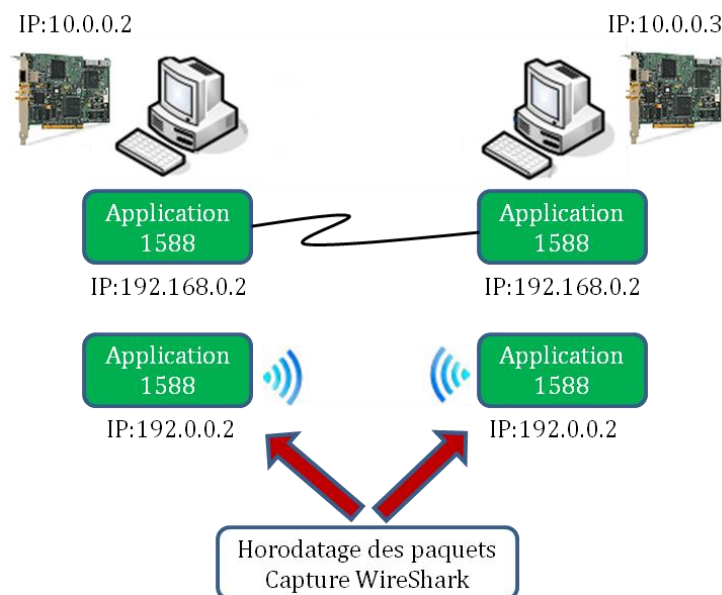 IP:10.0.0.2
IP:10.0.0.3
Application
1588
Application
1588
IP:192.168.0.2
IP:192.168.0.2
Application
1588
Application
1588
IP:192.0.0.2
IP:192.0.0.2
Horodatage des paquets
Capture WireShark